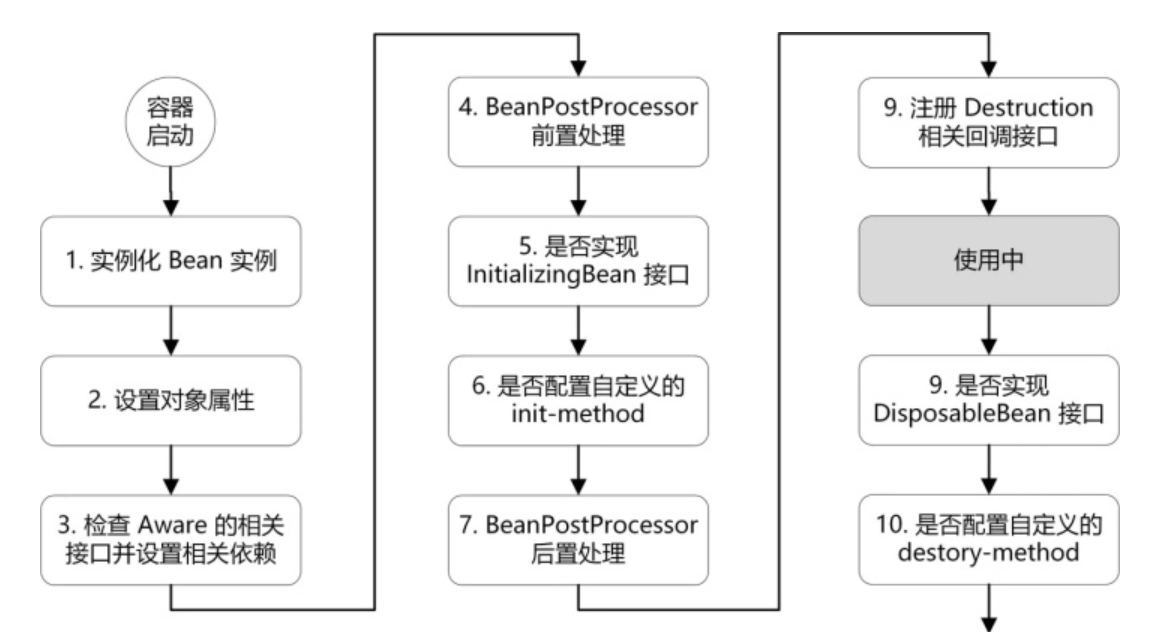 容器
启动
1. 实例化 Bean 实例
2. 设置对象属性
3. 检查 Aware 的相关
接口并设置相关依赖
4. BeanPostProcessor
前置处理
5. 是否实现
InitializingBean 接口
6. 是否配置自定义的
init-method
7. BeanPostProcessor
后置处理
9. 注册 Destruction
相关回调接口
使用中
9. 是否实现
DisposableBean 接口
10. 是否配置自定义的
destory-method